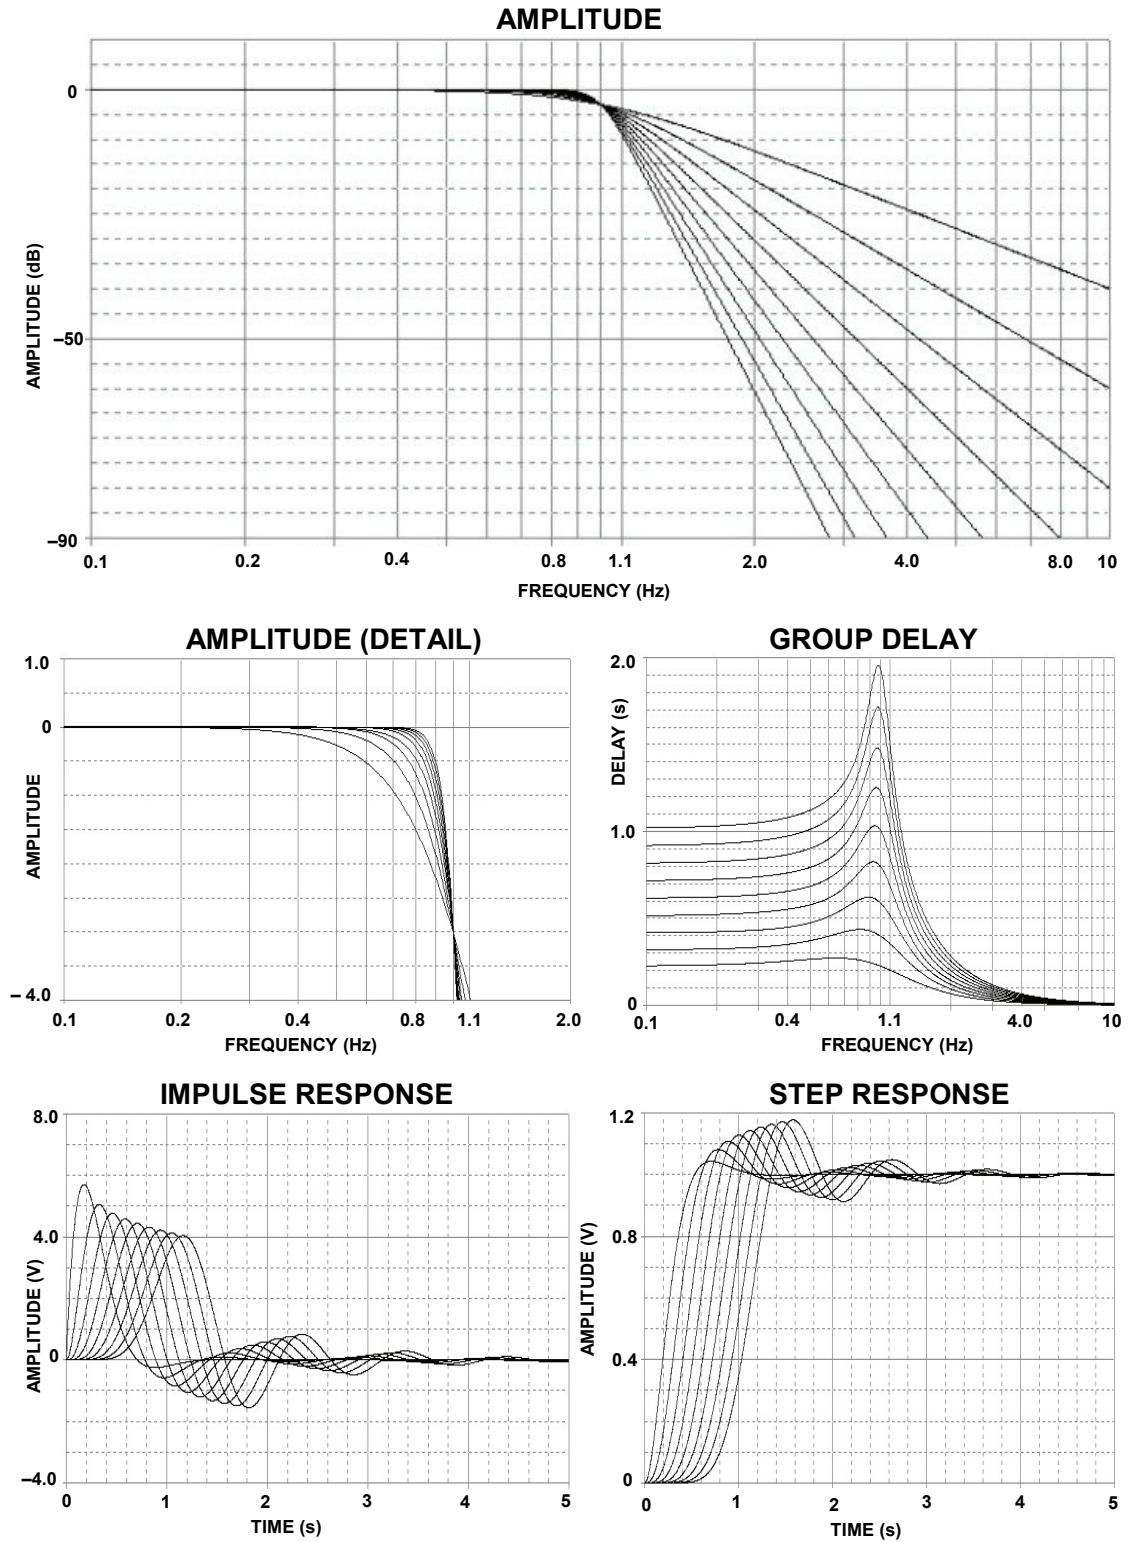 AMPLITUDE
AMPLITUDE (dB)
0
–50
–90
0.1 0.2 0.4 0.8 1.1 2.0 4.0 8.0 10
FREQUENCY (Hz)
AMPLITUDE (DETAIL)
AMPLITUDE
1.0
0
– 4.0
0.1 0.2 0.4 0.8 1.1 2.0
FREQUENCY (Hz)
GROUP DELAY
DELAY (s)
2.0
1.0
0
0.1 0.4 1.1 4.0 10
FREQUENCY (Hz)
IMPULSE RESPONSE
AMPLITUDE (V)
8.0
4.0
0
–4.0
0 1 2 3 4 5
TIME (s)
STEP RESPONSE
AMPLITUDE (V)
1.2
0.8
0.4
0
0 1 2 3 4 5
TIME (s)